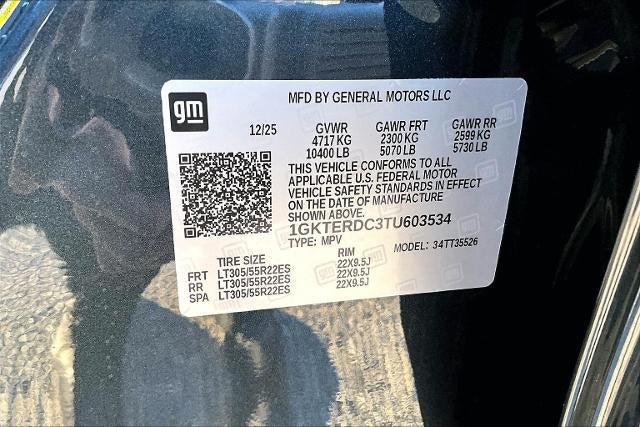 gm
MFD BY GENERAL MOTORS LLC
12/25 GVWR GAWR FRT GAWR RR
4717 KG 2300 KG 2599 KG
10400 LB 5070 LB 5730 LB
THIS VEHICLE CONFORMS TO ALL
APPLICABLE U.S. FEDERAL MOTOR
VEHICLE SAFETY STANDARDS IN EFFECT
ON THE DATE OF MANUFACTURE
SHOWN ABOVE.
1GKTERDC3TU603534
TYPE: MPV MODEL: 34TT35526
TIRE SIZE RIM
FRT LT305/55R22ES 22X9.5J
RR LT305/55R22ES 22X9.5J
SPA LT305/55R22ES 22X9.5J